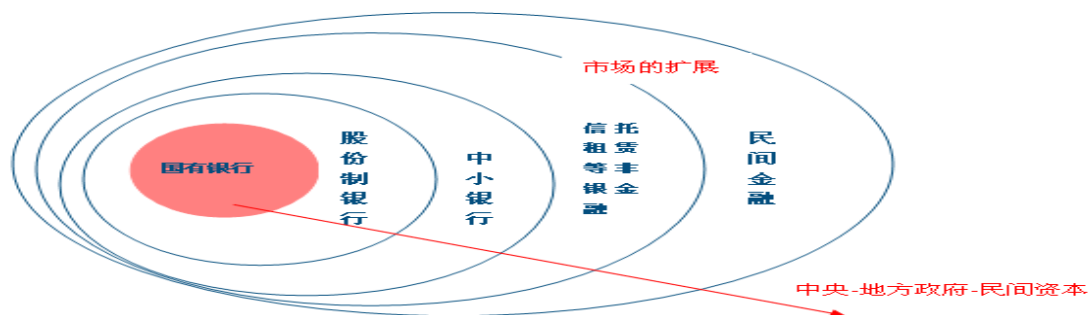 市场的扩展
国有银行
股份制银行
中小银行
信托租赁等非银金融
民间金融
中央-地方政府-民间资本